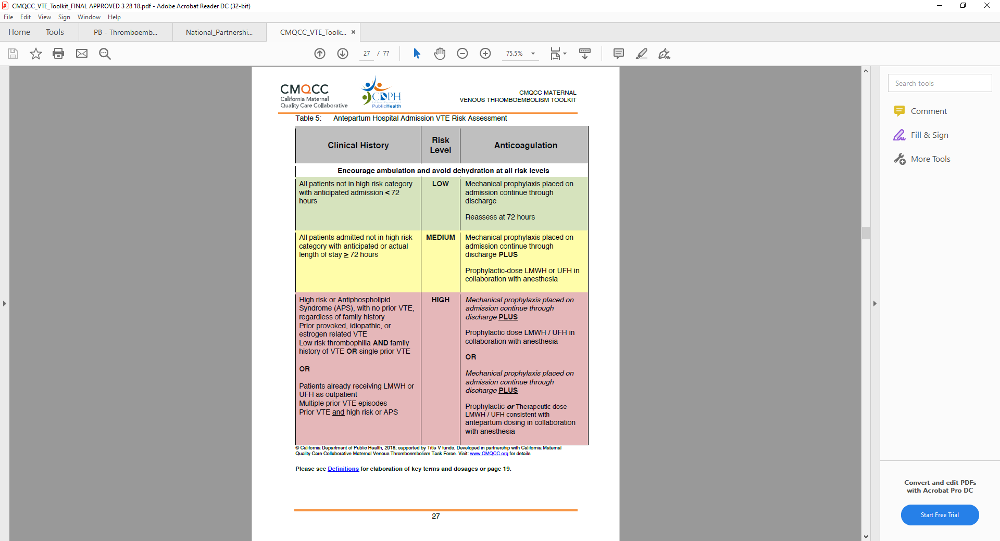 CMQCC_VTE_Toolkit_FINAL APPROVED 3 28 18.pdf - Adobe Acrobat Reader DC (32-bit)
File Edit View Sign Window Help
Home Tools PB - Thromboemb... National_Partnershi... CMQCC_VTE_Toolk... ×
27 / 77 75.5%
CMQCC
California Maternal
Quality Care Collaborative
CDPH
PublicHealth
CMQCC MATERNAL
VENOUS THROMBOEMBOLISM TOOLKIT
Table 5: Antepartum Hospital Admission VTE Risk Assessment
Clinical History
Risk
Level
Anticoagulation
Encourage ambulation and avoid dehydration at all risk levels
All patients not in high risk category
with anticipated admission < 72
hours
LOW
Mechanical prophylaxis placed on
admission continue through
discharge
Reassess at 72 hours
All patients admitted not in high risk
category with anticipated or actual
length of stay ≥ 72 hours
MEDIUM
Mechanical prophylaxis placed on
admission continue through
discharge PLUS
Prophylactic-dose LMWH or UFH in
collaboration with anesthesia
High risk or Antiphospholipid
Syndrome (APS), with no prior VTE,
regardless of family history
Prior provoked, idiopathic, or
estrogen related VTE
Low risk thrombophilia AND family
history of VTE OR single prior VTE
OR
Patients already receiving LMWH or
UFH as outpatient
Multiple prior VTE episodes
Prior VTE and high risk or APS
HIGH
Mechanical prophylaxis placed on
admission continue through
discharge PLUS
Prophylactic dose LMWH / UFH in
collaboration with anesthesia
OR
Mechanical prophylaxis placed on
admission continue through
discharge PLUS
Prophylactic or Therapeutic dose
LMWH / UFH consistent with
antepartum dosing in collaboration
with anesthesia
© California Department of Public Health, 2018; supported by Title V funds. Developed in partnership with California Maternal
Quality Care Collaborative Maternal Venous Thromboembolism Task Force. Visit: www.CMQCC.org for details
Please see Definitions for elaboration of key terms and dosages or page 19.
27
Search tools
Comment
Fill & Sign
More Tools
Convert and edit PDFs
with Acrobat Pro DC
Start Free Trial